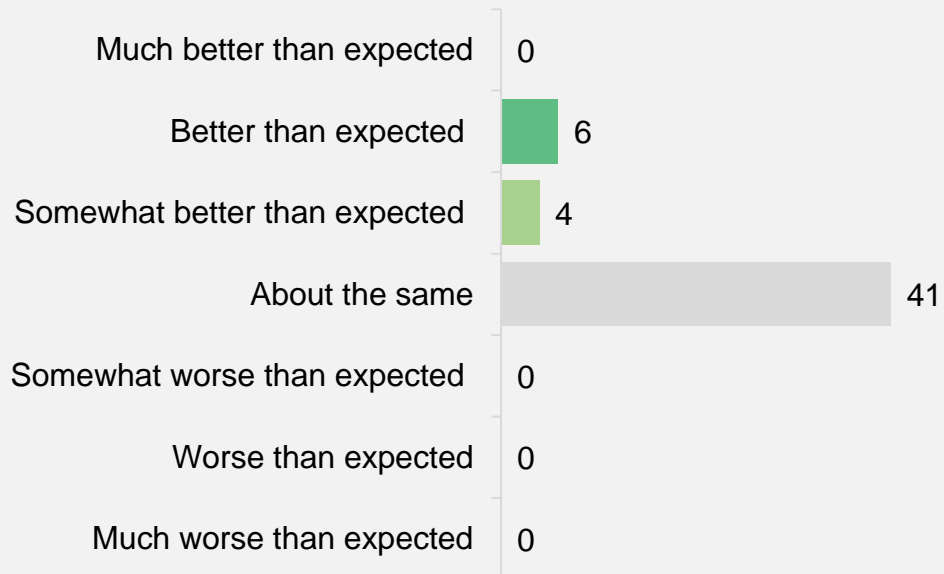 Much better than expected 0
Better than expected 6
Somewhat better than expected 4
About the same 41
Somewhat worse than expected 0
Worse than expected 0
Much worse than expected 0